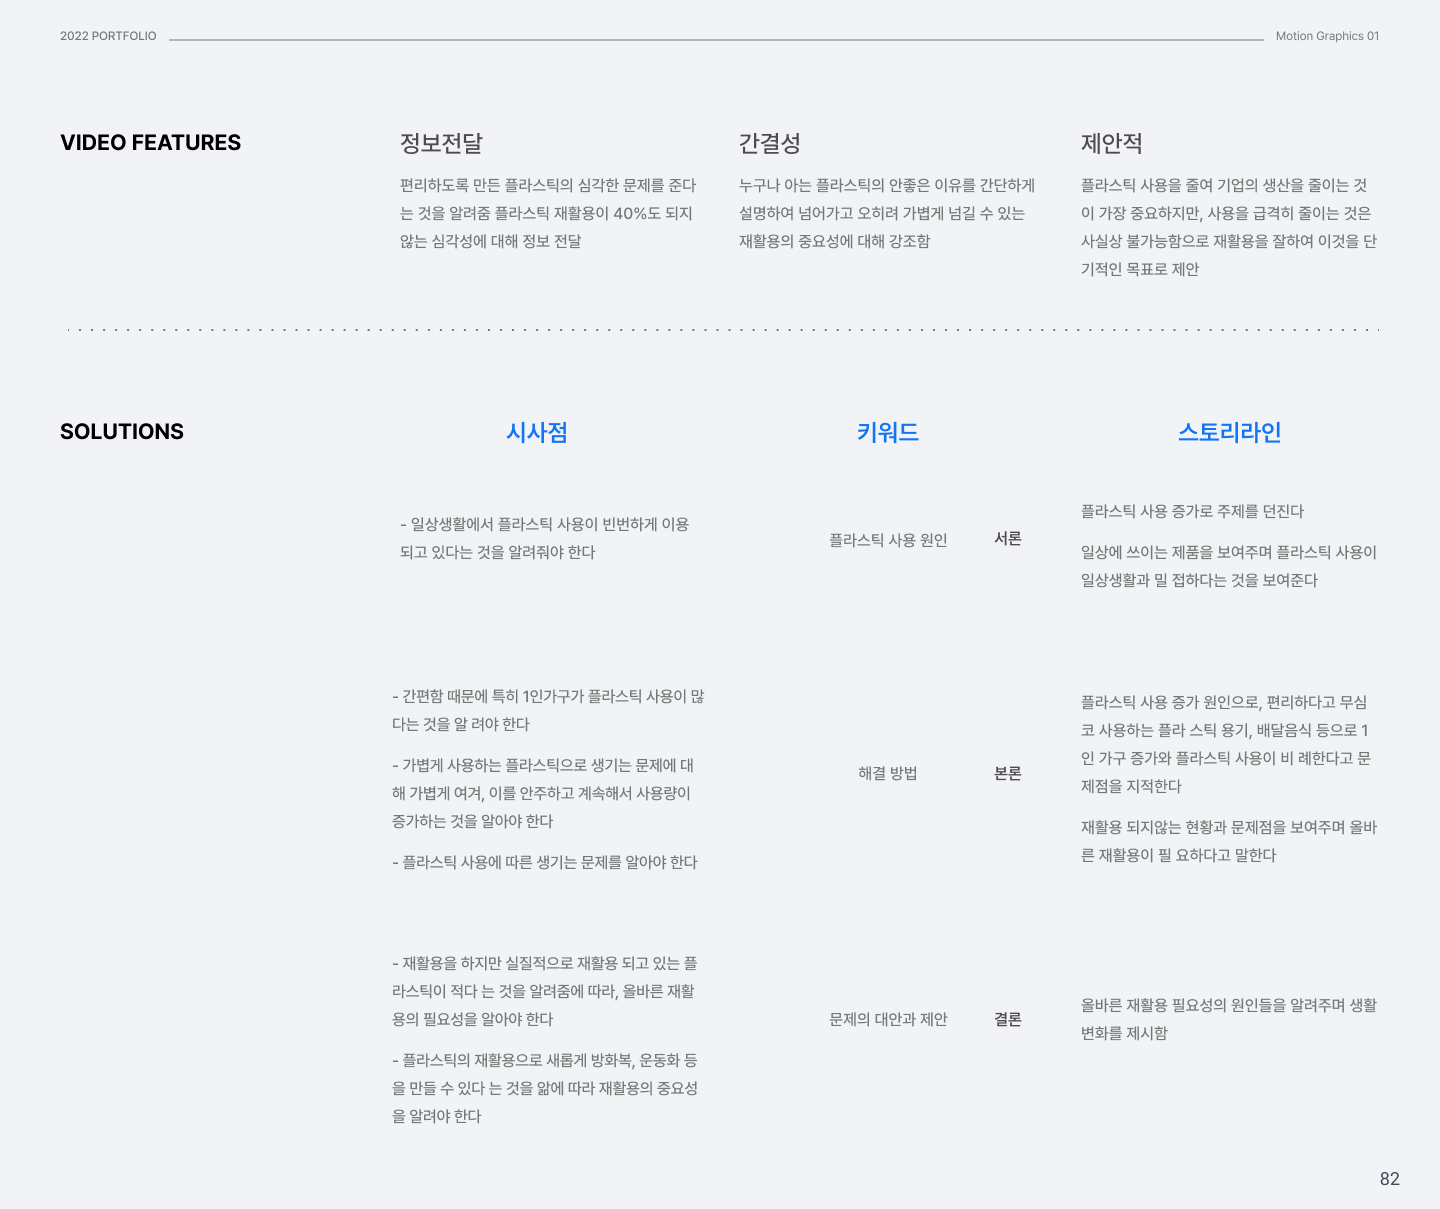 2022 PORTFOLIO
Motion Graphics 01
VIDEO FEATURES
정보전달
편리하도록 만든 플라스틱의 심각한 문제를 준다
는 것을 알려줌 플라스틱 재활용이 40%도 되지
않는 심각성에 대해 정보 전달
간결성
누구나 아는 플라스틱의 안좋은 이유를 간단하게
설명하여 넘어가고 오히려 가볍게 넘길 수 있는
재활용의 중요성에 대해 강조함
제안적
플라스틱 사용을 줄여 기업의 생산을 줄이는 것
이 가장 중요하지만, 사용을 급격히 줄이는 것은
사실상 불가능함으로 재활용을 잘하여 이것을 단
기적인 목표로 제안
SOLUTIONS
시사점
키워드
스토리라인
- 일상생활에서 플라스틱 사용이 빈번하게 이용
되고 있다는 것을 알려줘야 한다
플라스틱 사용 원인
서론
플라스틱 사용 증가로 주제를 던진다
일상에 쓰이는 제품을 보여주며 플라스틱 사용이
일상생활과 밀 접하다는 것을 보여준다
- 간편함 때문에 특히 1인가구가 플라스틱 사용이 많
다는 것을 알 려야 한다
- 가볍게 사용하는 플라스틱으로 생기는 문제에 대
해 가볍게 여겨, 이를 안주하고 계속해서 사용량이
증가하는 것을 알아야 한다
- 플라스틱 사용에 따른 생기는 문제를 알아야 한다
해결 방법
본론
플라스틱 사용 증가 원인으로, 편리하다고 무심
코 사용하는 플라 스틱 용기, 배달음식 등으로 1
인 가구 증가와 플라스틱 사용이 비 례한다고 문
제점을 지적한다
재활용 되지않는 현황과 문제점을 보여주며 올바
른 재활용이 필 요하다고 말한다
- 재활용을 하지만 실질적으로 재활용 되고 있는 플
라스틱이 적다 는 것을 알려줌에 따라, 올바른 재활
용의 필요성을 알아야 한다
- 플라스틱의 재활용으로 새롭게 방화복, 운동화 등
을 만들 수 있다 는 것을 앎에 따라 재활용의 중요성
을 알려야 한다
문제의 대안과 제안
결론
올바른 재활용 필요성의 원인들을 알려주며 생활
변화를 제시함
82